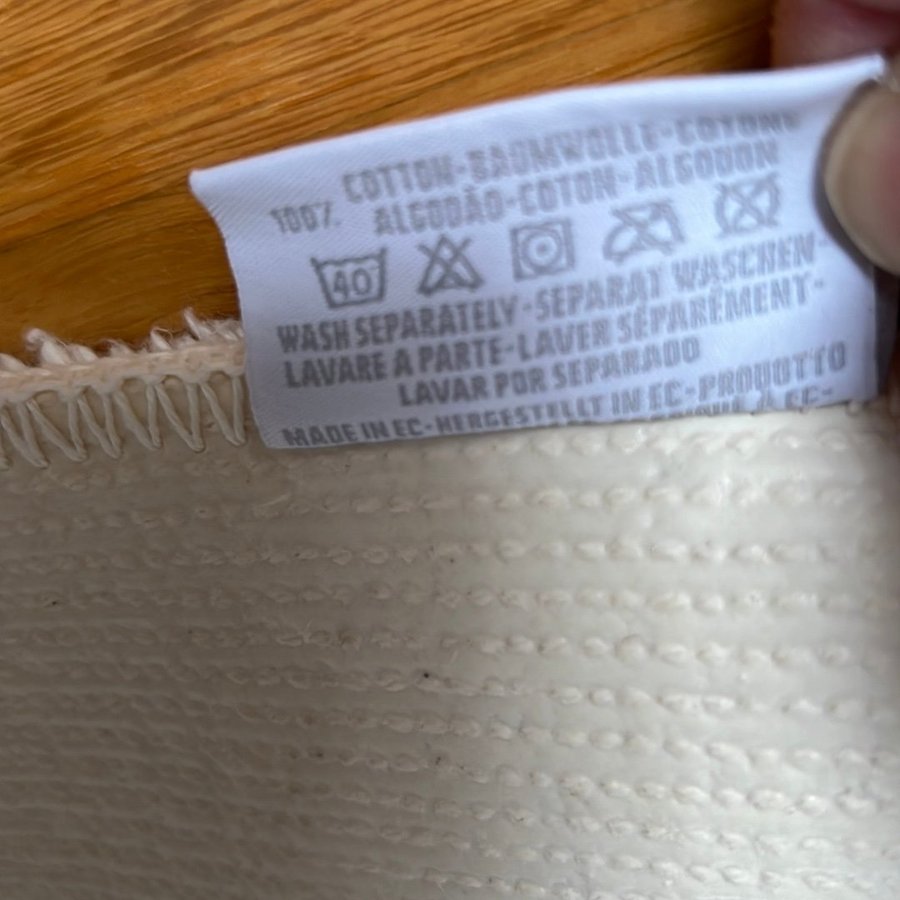 COTTON-BAUMWOLLE-COTONE
100% ALGODÃO-COTON-ALGODON
40
WASH SEPARATELY-SEPARAT WASCHEN-
LAVARE A PARTE-LAVER SÉPARÉMENT-
LAVAR POR SEPARADO
MADE IN EC-HERGESTELLT IN EC-PRODOTTO
À EC-